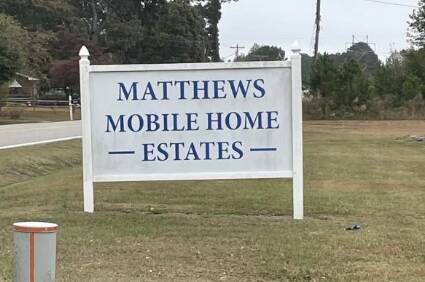 MATTHEWS
MOBILE HOME
— ESTATES —